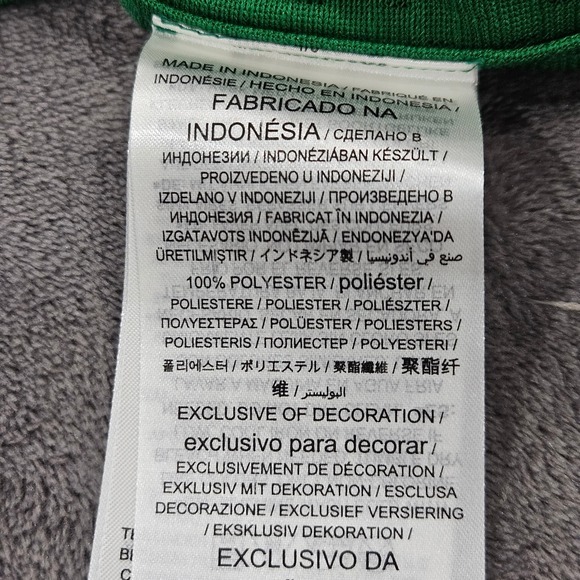 MADE IN INDONESIA / FABRIQUÉ EN
INDONÉSIE / HECHO EN INDONESIA /
FABRICADO NA
INDONÉSIA / СДЕЛАНО В
ИНДОНЕЗИИ / INDONÉZIÁBAN KÉSZÜLT /
PROIZVEDENO U INDONEZIJI /
IZDELANO V INDONEZIJI / ПРОИЗВЕДЕНО В
ИНДОНЕЗИЯ / FABRICAT ÎN INDONEZIA /
IZGATAVOTS INDONĒZIJĀ / ENDONEZYA'DA
ÜRETILMIŞTIR / インドネシア製 / صنع في أندونيسيا
100% POLYESTER / poliéster /
POLIESTERE / POLIESTER / POLIÉSZTER /
ΠΟΛΥΕΣΤΕΡΑΣ / POLÜESTER / POLIESTERS /
POLIESTERIS / ПОЛИЕСТЕР / POLYESTERI /
폴리에스터 / ポリエステル / 聚酯纖維 / 聚酯纤
维 / البوليستر
EXCLUSIVE OF DECORATION /
exclusivo para decorar /
EXCLUSIVEMENT DE DÉCORATION /
EXKLUSIV MIT DEKORATION / ESCLUSA
DECORAZIONE / EXCLUSIEF VERSIERING
/ EKSKLUSIV DEKORATION /
EXCLUSIVO DA